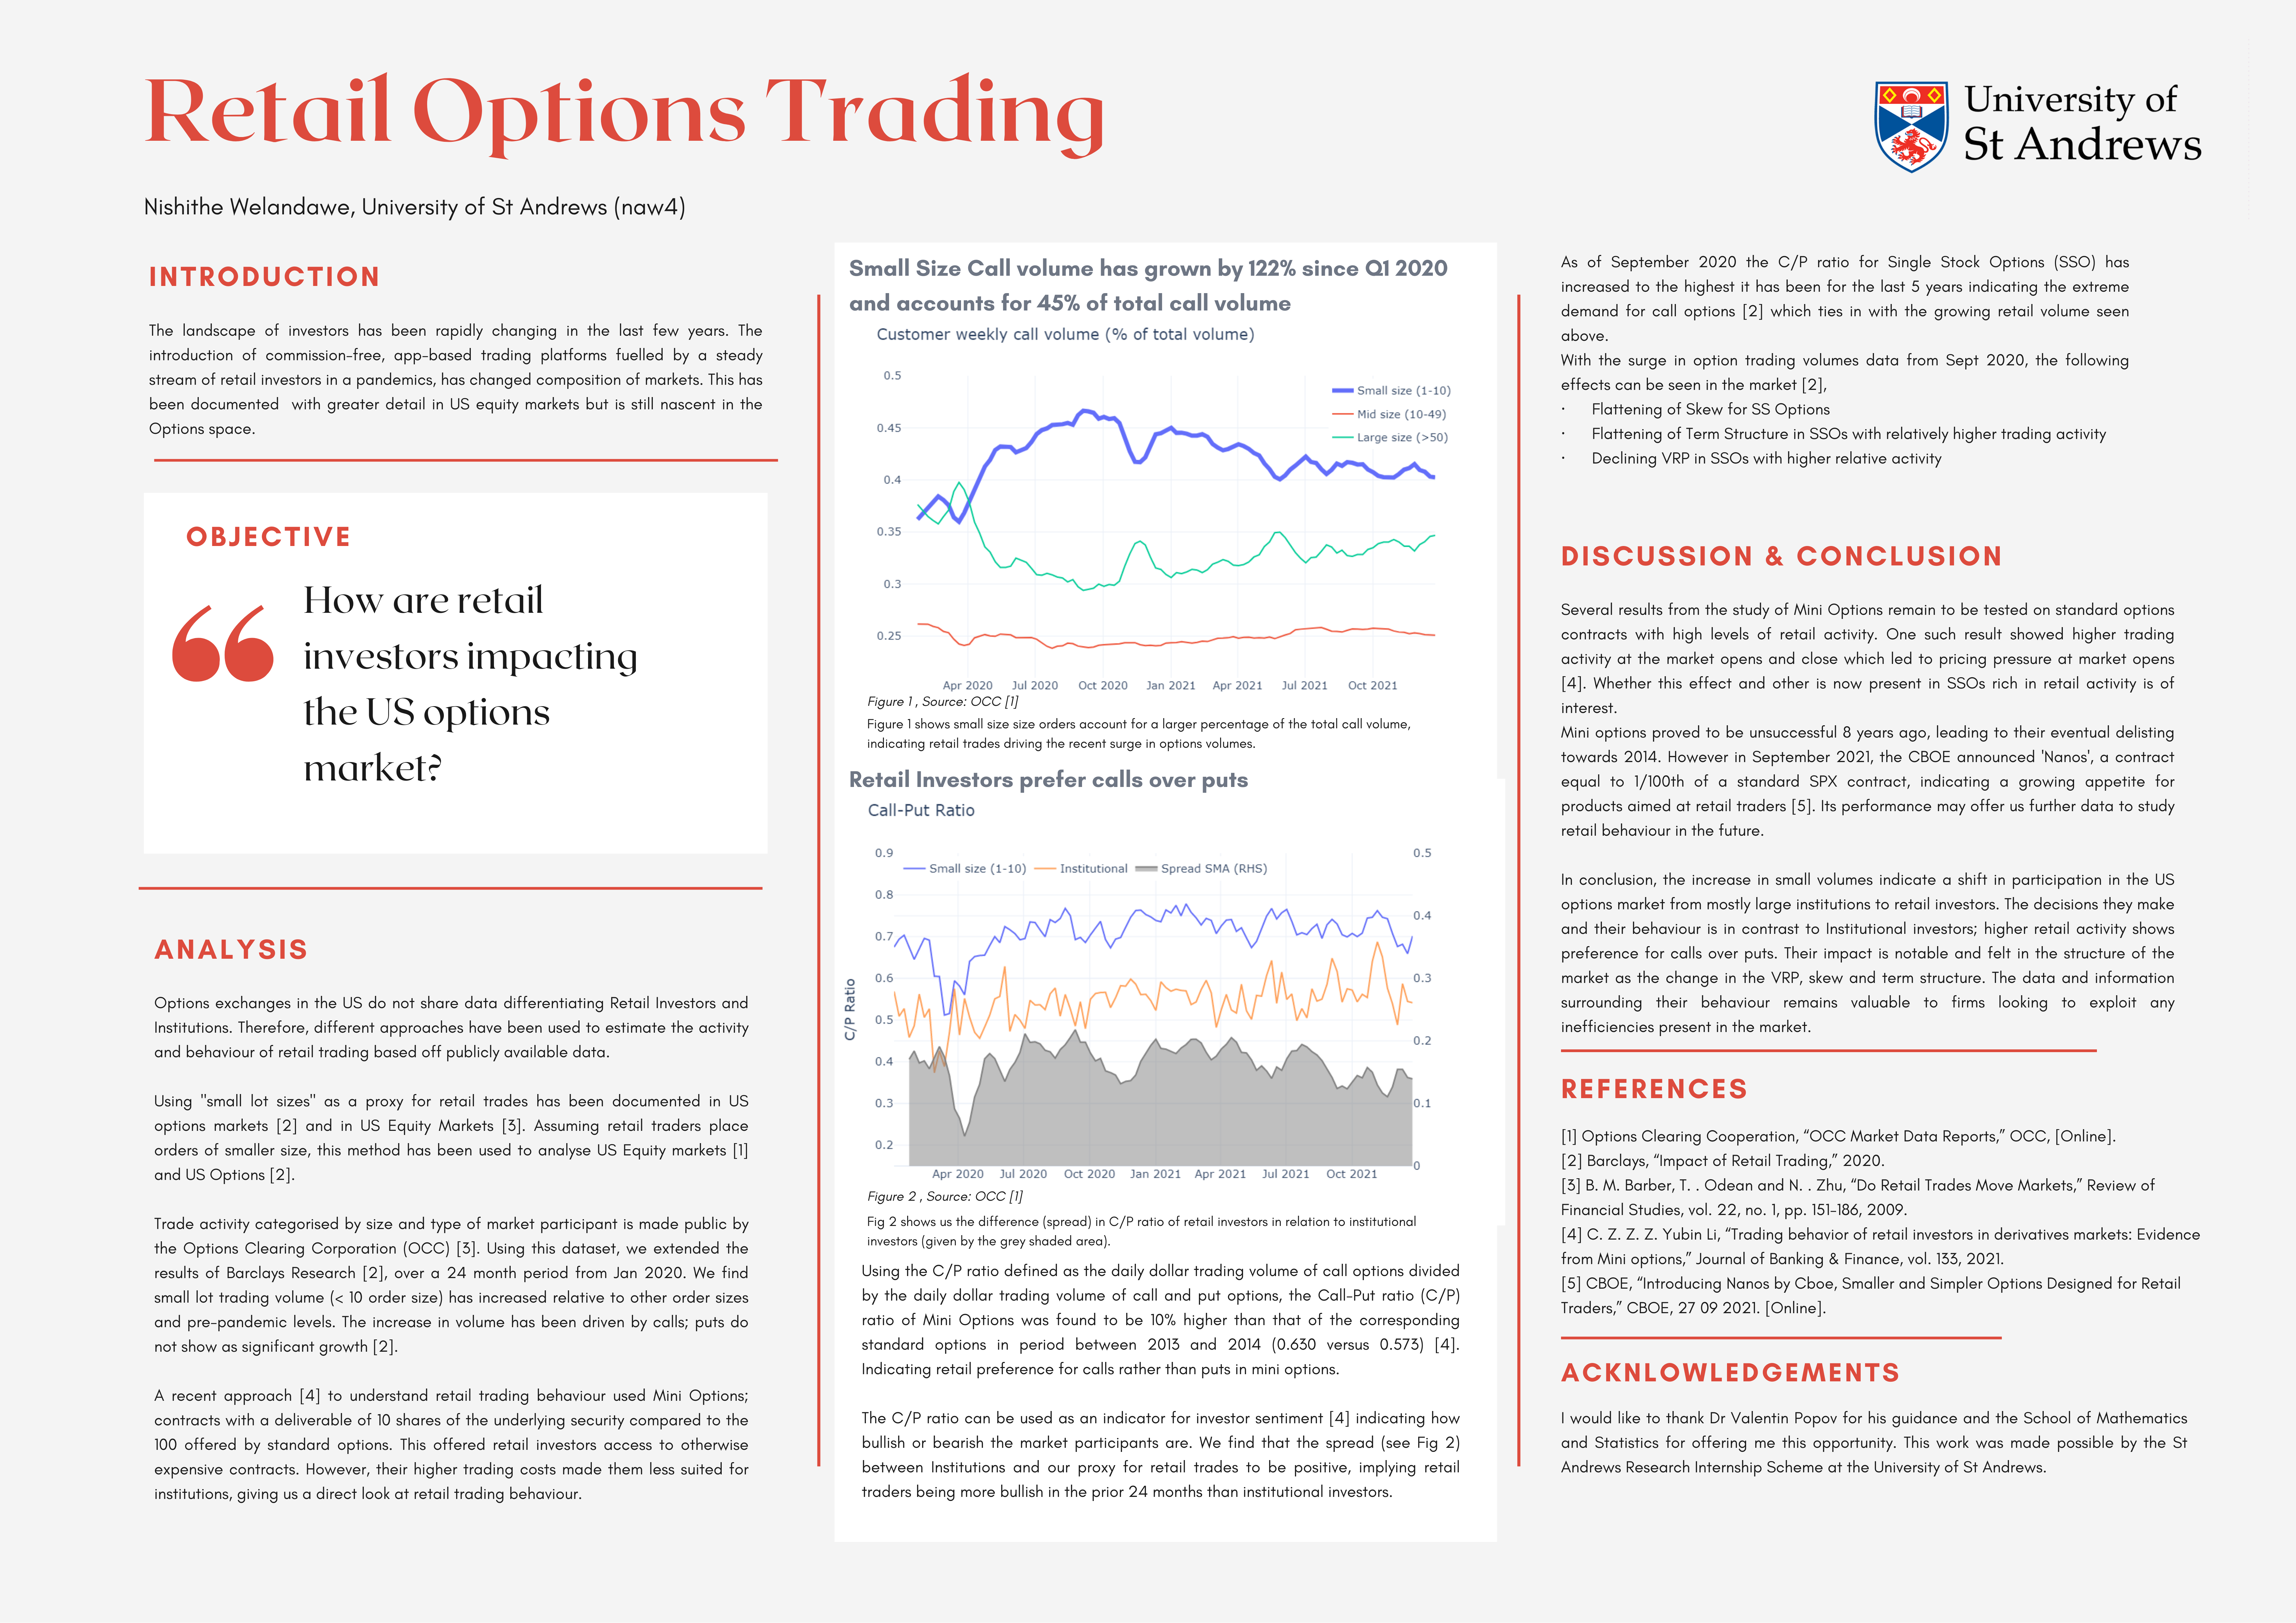 Retail Options Trading
University of
St Andrews
Nishithe Welandawe, University of St Andrews (naw4)
INTRODUCTION
The landscape of investors has been rapidly changing in the last few years. The
introduction of commission-free, app-based trading platforms fuelled by a steady
stream of retail investors in a pandemics, has changed composition of markets. This has
been documented with greater detail in US equity markets but is still nascent in the
Options space.
OBJECTIVE
“
How are retail
investors impacting
the US options
market?
ANALYSIS
Options exchanges in the US do not share data differentiating Retail Investors and
Institutions. Therefore, different approaches have been used to estimate the activity
and behaviour of retail trading based off publicly available data.
Using "small lot sizes" as a proxy for retail trades has been documented in US
options markets [2] and in US Equity Markets [3]. Assuming retail traders place
orders of smaller size, this method has been used to analyse US Equity markets [1]
and US Options [2].
Trade activity categorised by size and type of market participant is made public by
the Options Clearing Corporation (OCC) [3]. Using this dataset, we extended the
results of Barclays Research [2], over a 24 month period from Jan 2020. We find
small lot trading volume (< 10 order size) has increased relative to other order sizes
and pre-pandemic levels. The increase in volume has been driven by calls; puts do
not show as significant growth [2].
A recent approach [4] to understand retail trading behaviour used Mini Options;
contracts with a deliverable of 10 shares of the underlying security compared to the
100 offered by standard options. This offered retail investors access to otherwise
expensive contracts. However, their higher trading costs made them less suited for
institutions, giving us a direct look at retail trading behaviour.
Small Size Call volume has grown by 122% since Q1 2020
and accounts for 45% of total call volume
Customer weekly call volume (% of total volume)
0.5
0.45
0.4
0.35
0.3
0.25
Small size (1-10)
Mid size (10-49)
Large size (>50)
Apr 2020 Jul 2020 Oct 2020 Jan 2021 Apr 2021 Jul 2021 Oct 2021
Figure 1 , Source: OCC [1]
Figure 1 shows small size size orders account for a larger percentage of the total call volume,
indicating retail trades driving the recent surge in options volumes.
Retail Investors prefer calls over puts
Call-Put Ratio
Small size (1-10) Institutional Spread SMA (RHS)
C/P Ratio
0.9
0.8
0.7
0.6
0.5
0.4
0.3
0.2
0.5
0.4
0.3
0.2
0.1
0
Apr 2020 Jul 2020 Oct 2020 Jan 2021 Apr 2021 Jul 2021 Oct 2021
Figure 2 , Source: OCC [1]
Fig 2 shows us the difference (spread) in C/P ratio of retail investors in relation to institutional
investors (given by the grey shaded area).
Using the C/P ratio defined as the daily dollar trading volume of call options divided
by the daily dollar trading volume of call and put options, the Call-Put ratio (C/P)
ratio of Mini Options was found to be 10% higher than that of the corresponding
standard options in period between 2013 and 2014 (0.630 versus 0.573) [4].
Indicating retail preference for calls rather than puts in mini options.
The C/P ratio can be used as an indicator for investor sentiment [4] indicating how
bullish or bearish the market participants are. We find that the spread (see Fig 2)
between Institutions and our proxy for retail trades to be positive, implying retail
traders being more bullish in the prior 24 months than institutional investors.
As of September 2020 the C/P ratio for Single Stock Options (SSO) has
increased to the highest it has been for the last 5 years indicating the extreme
demand for call options [2] which ties in with the growing retail volume seen
above.
With the surge in option trading volumes data from Sept 2020, the following
effects can be seen in the market [2],
· Flattening of Skew for SS Options
· Flattening of Term Structure in SSOs with relatively higher trading activity
· Declining VRP in SSOs with higher relative activity
DISCUSSION & CONCLUSION
Several results from the study of Mini Options remain to be tested on standard options
contracts with high levels of retail activity. One such result showed higher trading
activity at the market opens and close which led to pricing pressure at market opens
[4]. Whether this effect and other is now present in SSOs rich in retail activity is of
interest.
Mini options proved to be unsuccessful 8 years ago, leading to their eventual delisting
towards 2014. However in September 2021, the CBOE announced 'Nanos', a contract
equal to 1/100th of a standard SPX contract, indicating a growing appetite for
products aimed at retail traders [5]. Its performance may offer us further data to study
retail behaviour in the future.
In conclusion, the increase in small volumes indicate a shift in participation in the US
options market from mostly large institutions to retail investors. The decisions they make
and their behaviour is in contrast to Institutional investors; higher retail activity shows
preference for calls over puts. Their impact is notable and felt in the structure of the
market as the change in the VRP, skew and term structure. The data and information
surrounding their behaviour remains valuable to firms looking to exploit any
inefficiencies present in the market.
REFERENCES
[1] Options Clearing Cooperation, “OCC Market Data Reports,” OCC, [Online].
[2] Barclays, “Impact of Retail Trading,” 2020.
[3] B. M. Barber, T. . Odean and N. . Zhu, “Do Retail Trades Move Markets,” Review of
Financial Studies, vol. 22, no. 1, pp. 151-186, 2009.
[4] C. Z. Z. Z. Yubin Li, “Trading behavior of retail investors in derivatives markets: Evidence
from Mini options,” Journal of Banking & Finance, vol. 133, 2021.
[5] CBOE, “Introducing Nanos by Cboe, Smaller and Simpler Options Designed for Retail
Traders,” CBOE, 27 09 2021. [Online].
ACKNLOWLEDGEMENTS
I would like to thank Dr Valentin Popov for his guidance and the School of Mathematics
and Statistics for offering me this opportunity. This work was made possible by the St
Andrews Research Internship Scheme at the University of St Andrews.